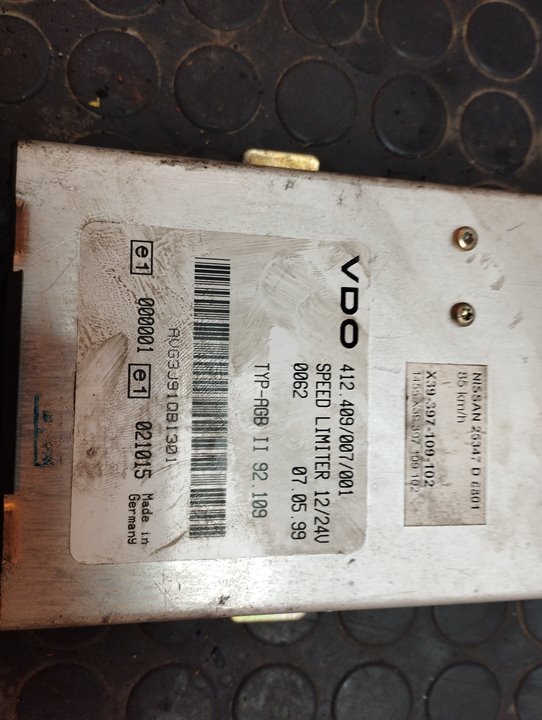 VDO
412.409/007/001
SPEED LIMITER 12/24V
0062 07.05.99
TYP-AGB II 92 109
AVG3J91QB1301
e1 000001 e1 021015
Made in
Germany
NISSAN 25347 D 6801
85 km/h
X39-397-109-102